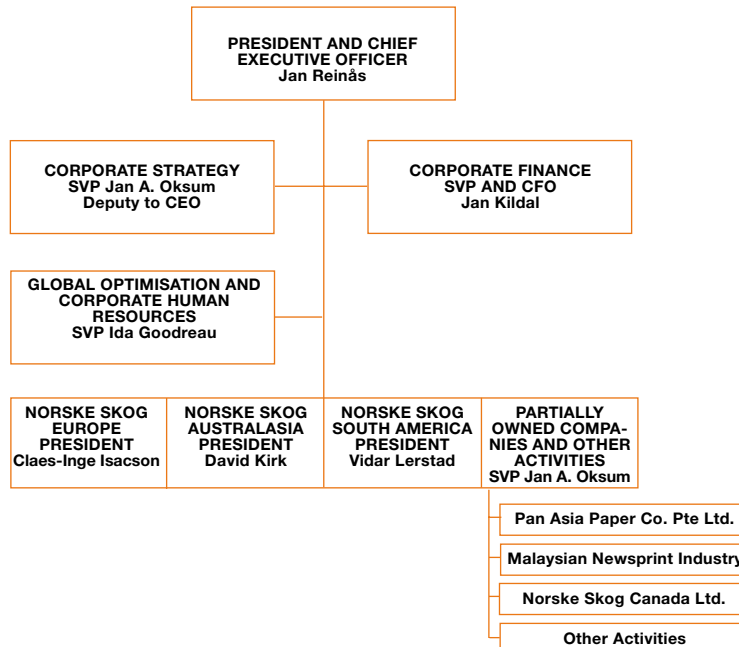 PRESIDENT AND CHIEF
EXECUTIVE OFFICER
Jan Reinås
CORPORATE STRATEGY
SVP Jan A. Oksum
Deputy to CEO
CORPORATE FINANCE
SVP AND CFO
Jan Kildal
GLOBAL OPTIMISATION AND
CORPORATE HUMAN
RESOURCES
SVP Ida Goodreau
NORSKE SKOG
EUROPE
PRESIDENT
Claes-Inge Isacson
NORSKE SKOG
AUSTRALASIA
PRESIDENT
David Kirk
NORSKE SKOG
SOUTH AMERICA
PRESIDENT
Vidar Lerstad
PARTIALLY
OWNED COMPA-
NIES AND OTHER
ACTIVITIES
SVP Jan A. Oksum
Pan Asia Paper Co. Pte Ltd.
Malaysian Newsprint Industry
Norske Skog Canada Ltd.
Other Activities